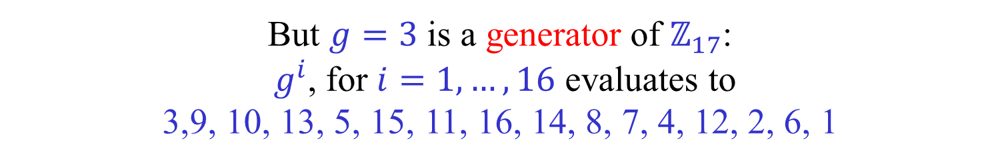 But 𝑔 = 3 is a generator of ℤ₁₇:
𝑔ⁱ, for 𝑖 = 1, … , 16 evaluates to
3,9, 10, 13, 5, 15, 11, 16, 14, 8, 7, 4, 12, 2, 6, 1